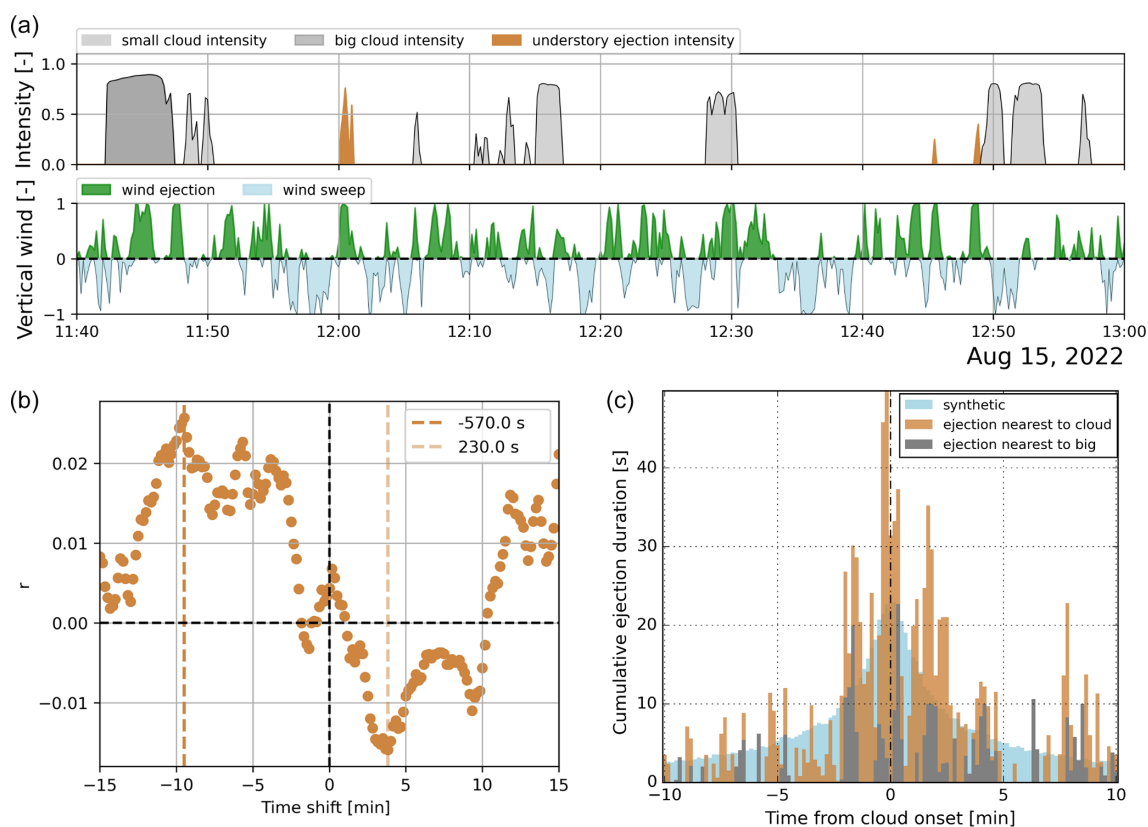 (a)
small cloud intensity big cloud intensity understory ejection intensity
Intensity [-]
1.0
0.5
0.0
wind ejection wind sweep
Vertical wind [-]
1
0
−1
11:40 11:50 12:00 12:10 12:20 12:30 12:40 12:50 13:00
Aug 15, 2022
(b)
-570.0 s
230.0 s
r
0.02
0.01
0.00
−0.01
−15 −10 −5 0 5 10 15
Time shift [min]
(c)
synthetic
ejection nearest to cloud
ejection nearest to big
Cumulative ejection duration [s]
40
30
20
10
0
−10 −5 0 5 10
Time from cloud onset [min]